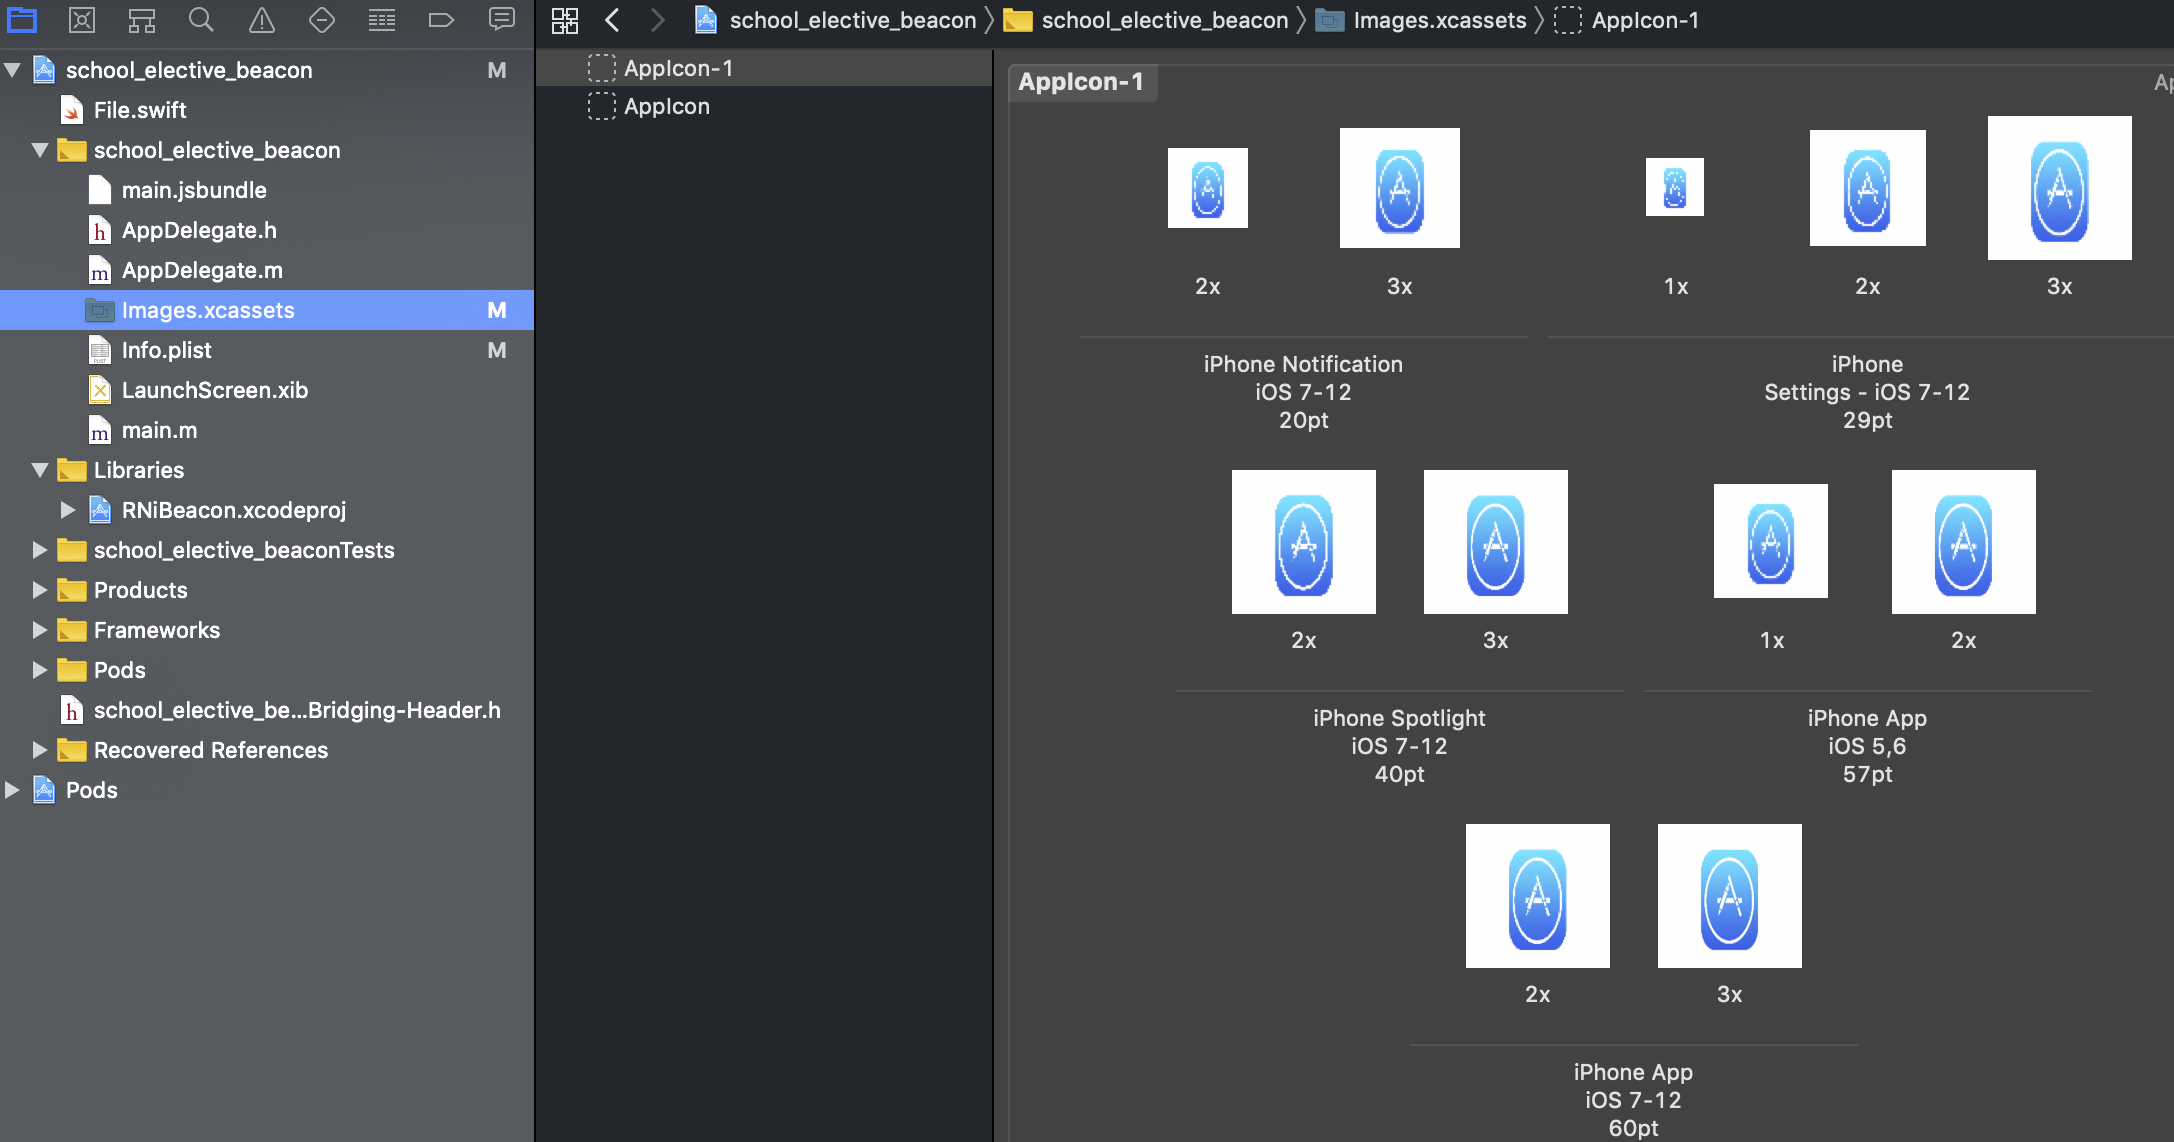 school_elective_beacon 〉 school_elective_beacon 〉 Images.xcassets 〉 AppIcon-1
school_elective_beacon M
File.swift
school_elective_beacon
main.jsbundle
AppDelegate.h
AppDelegate.m
Images.xcassets M
Info.plist M
LaunchScreen.xib
main.m
Libraries
RNiBeacon.xcodeproj
school_elective_beaconTests
Products
Frameworks
Pods
school_elective_be...Bridging-Header.h
Recovered References
Pods
AppIcon-1
AppIcon
AppIcon-1 Ap
2x 3x
iPhone Notification
iOS 7-12
20pt
1x 2x 3x
iPhone
Settings - iOS 7-12
29pt
2x 3x
iPhone Spotlight
iOS 7-12
40pt
1x 2x
iPhone App
iOS 5,6
57pt
2x 3x
iPhone App
iOS 7-12
60pt